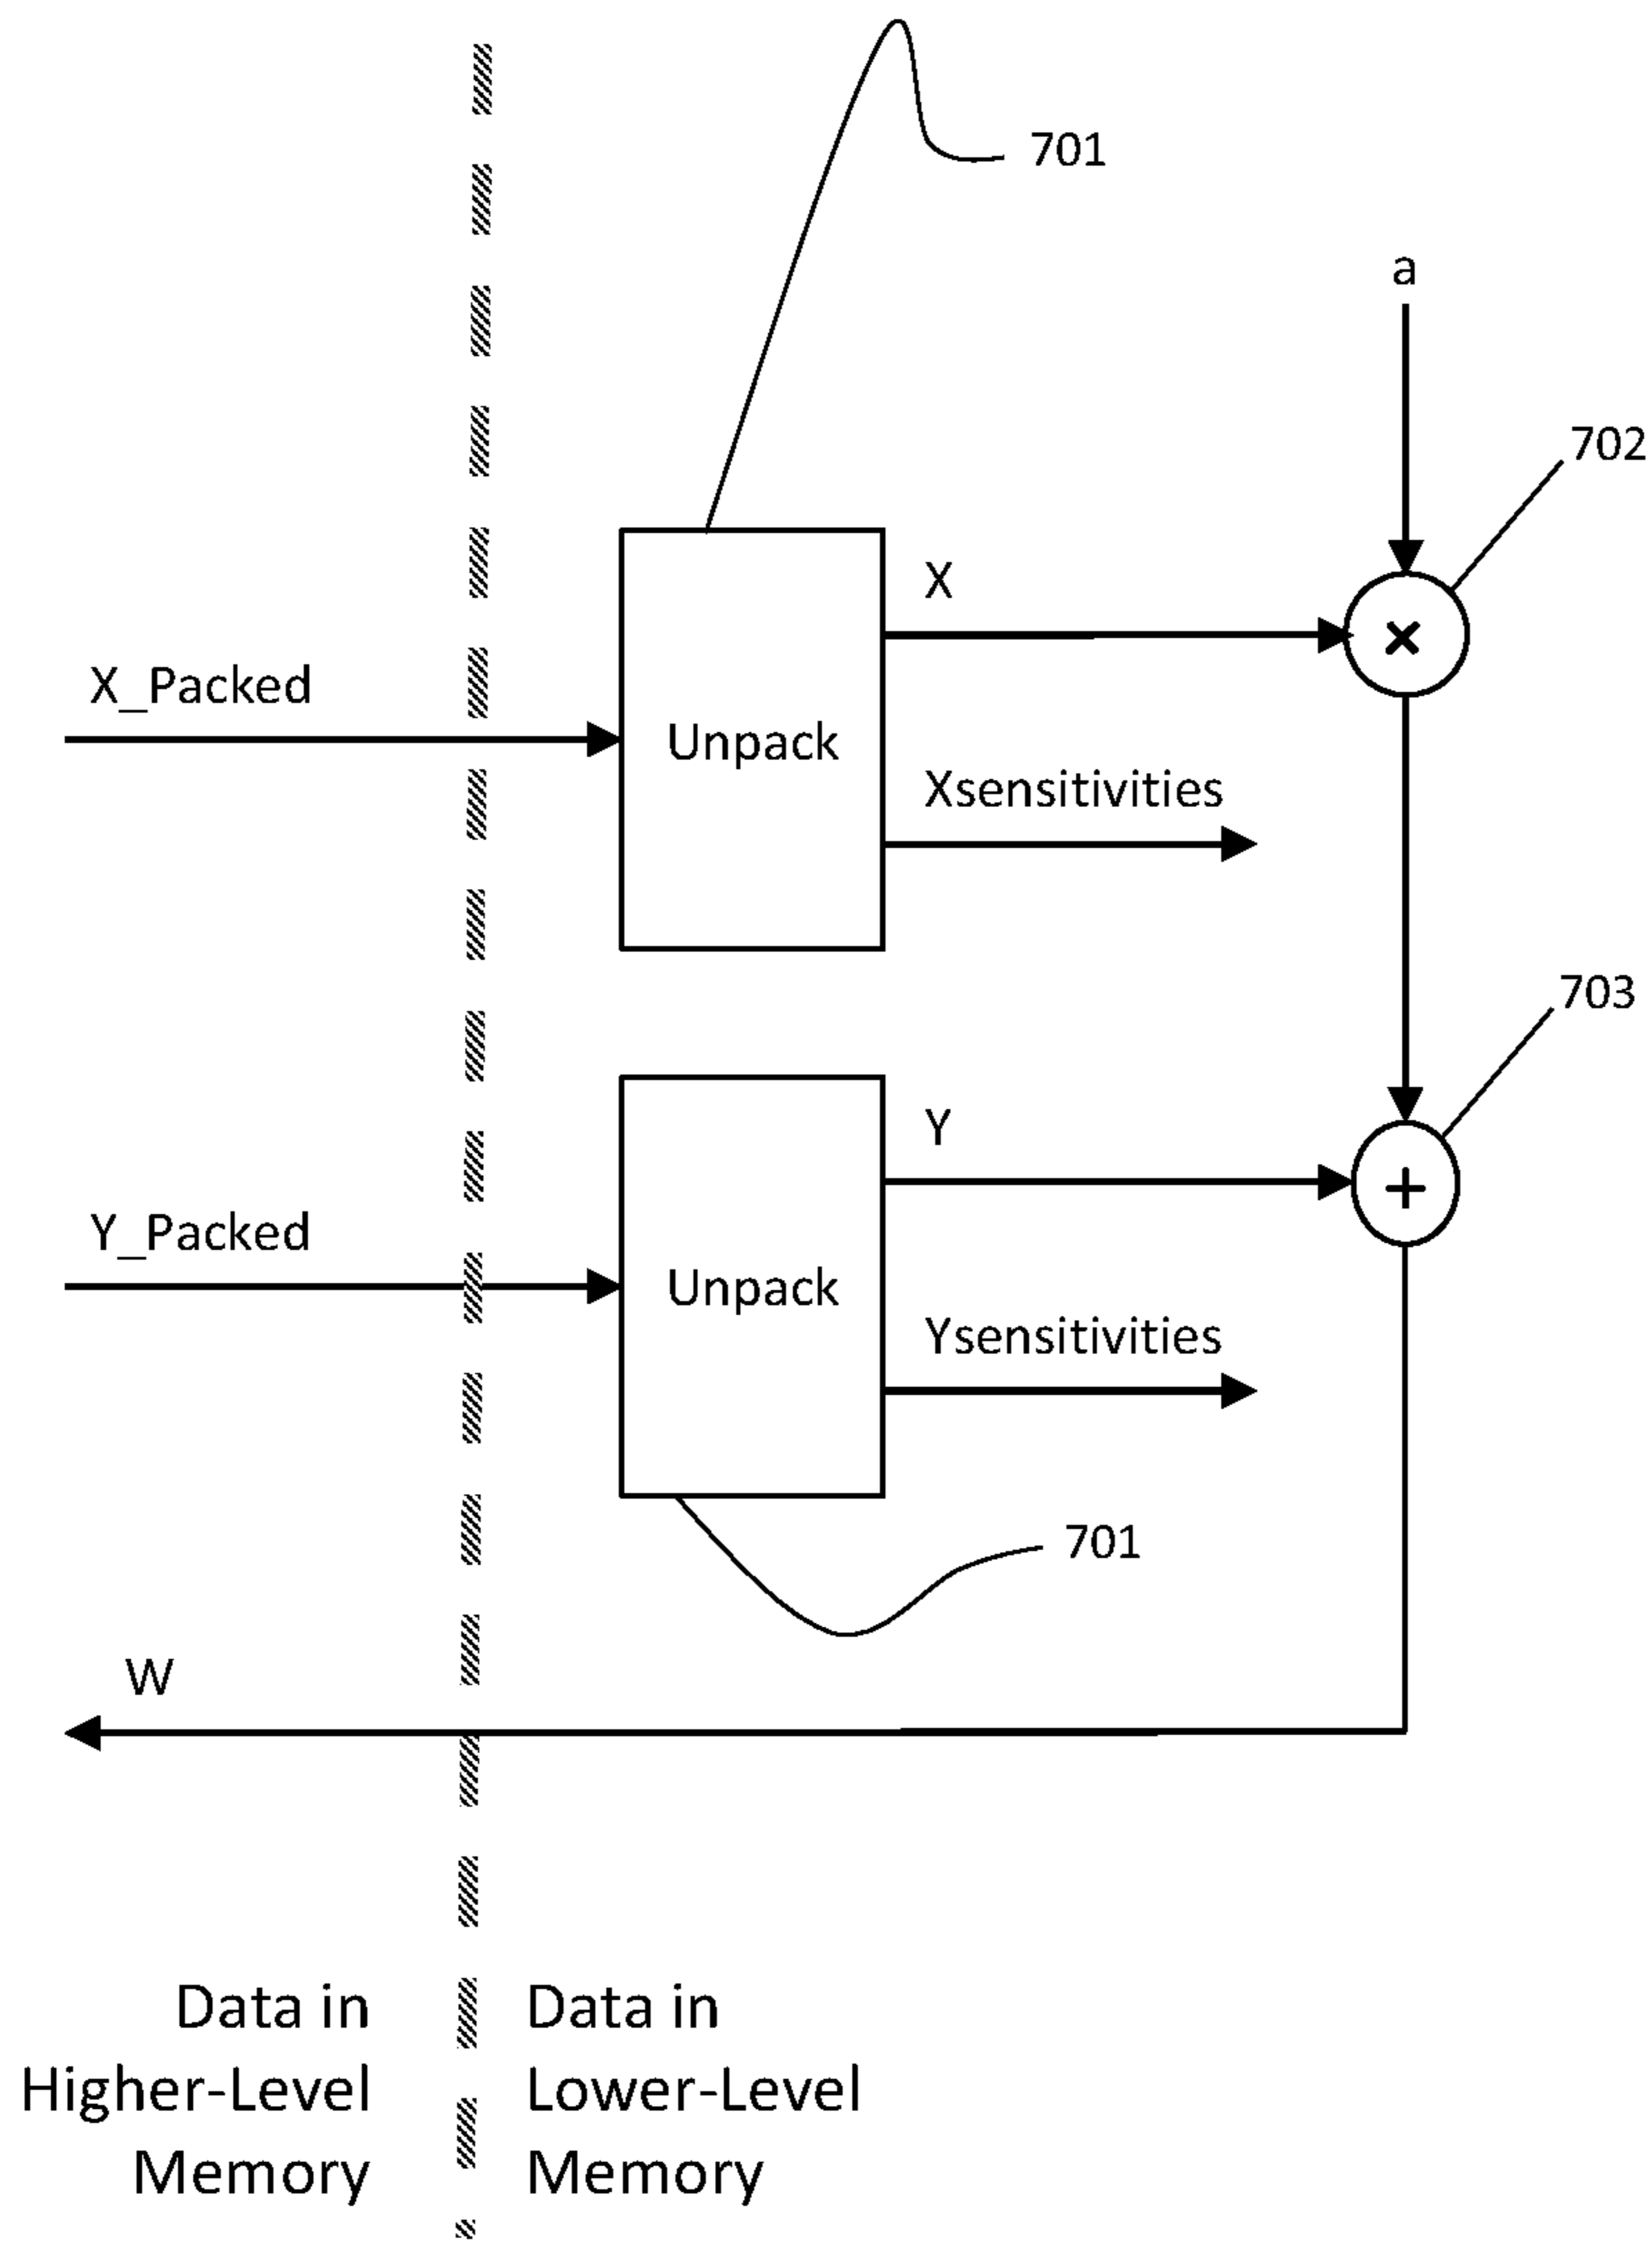 701
a
702
X
×
X_Packed
Unpack
Xsensitivities
703
Y
+
Y_Packed
Unpack
Ysensitivities
701
W
Data in
Higher-Level
Memory
Data in
Lower-Level
Memory